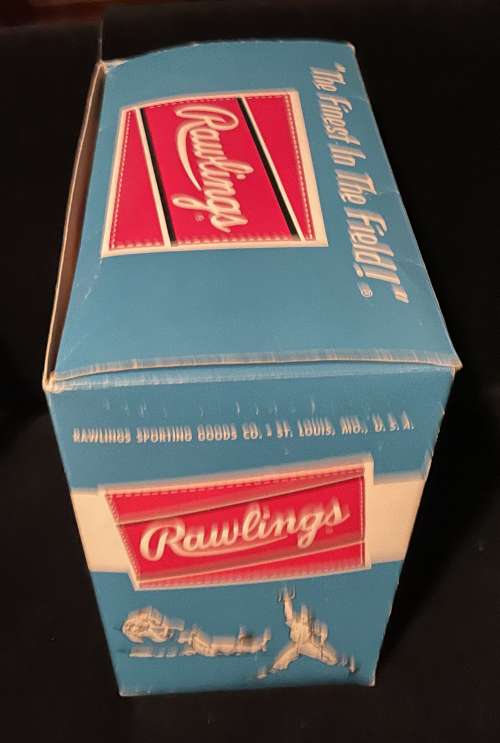 "The Finest In The Field!"®
Rawlings®
RAWLINGS SPORTING GOODS CO. • ST. LOUIS, MO., U. S. A.
Rawlings